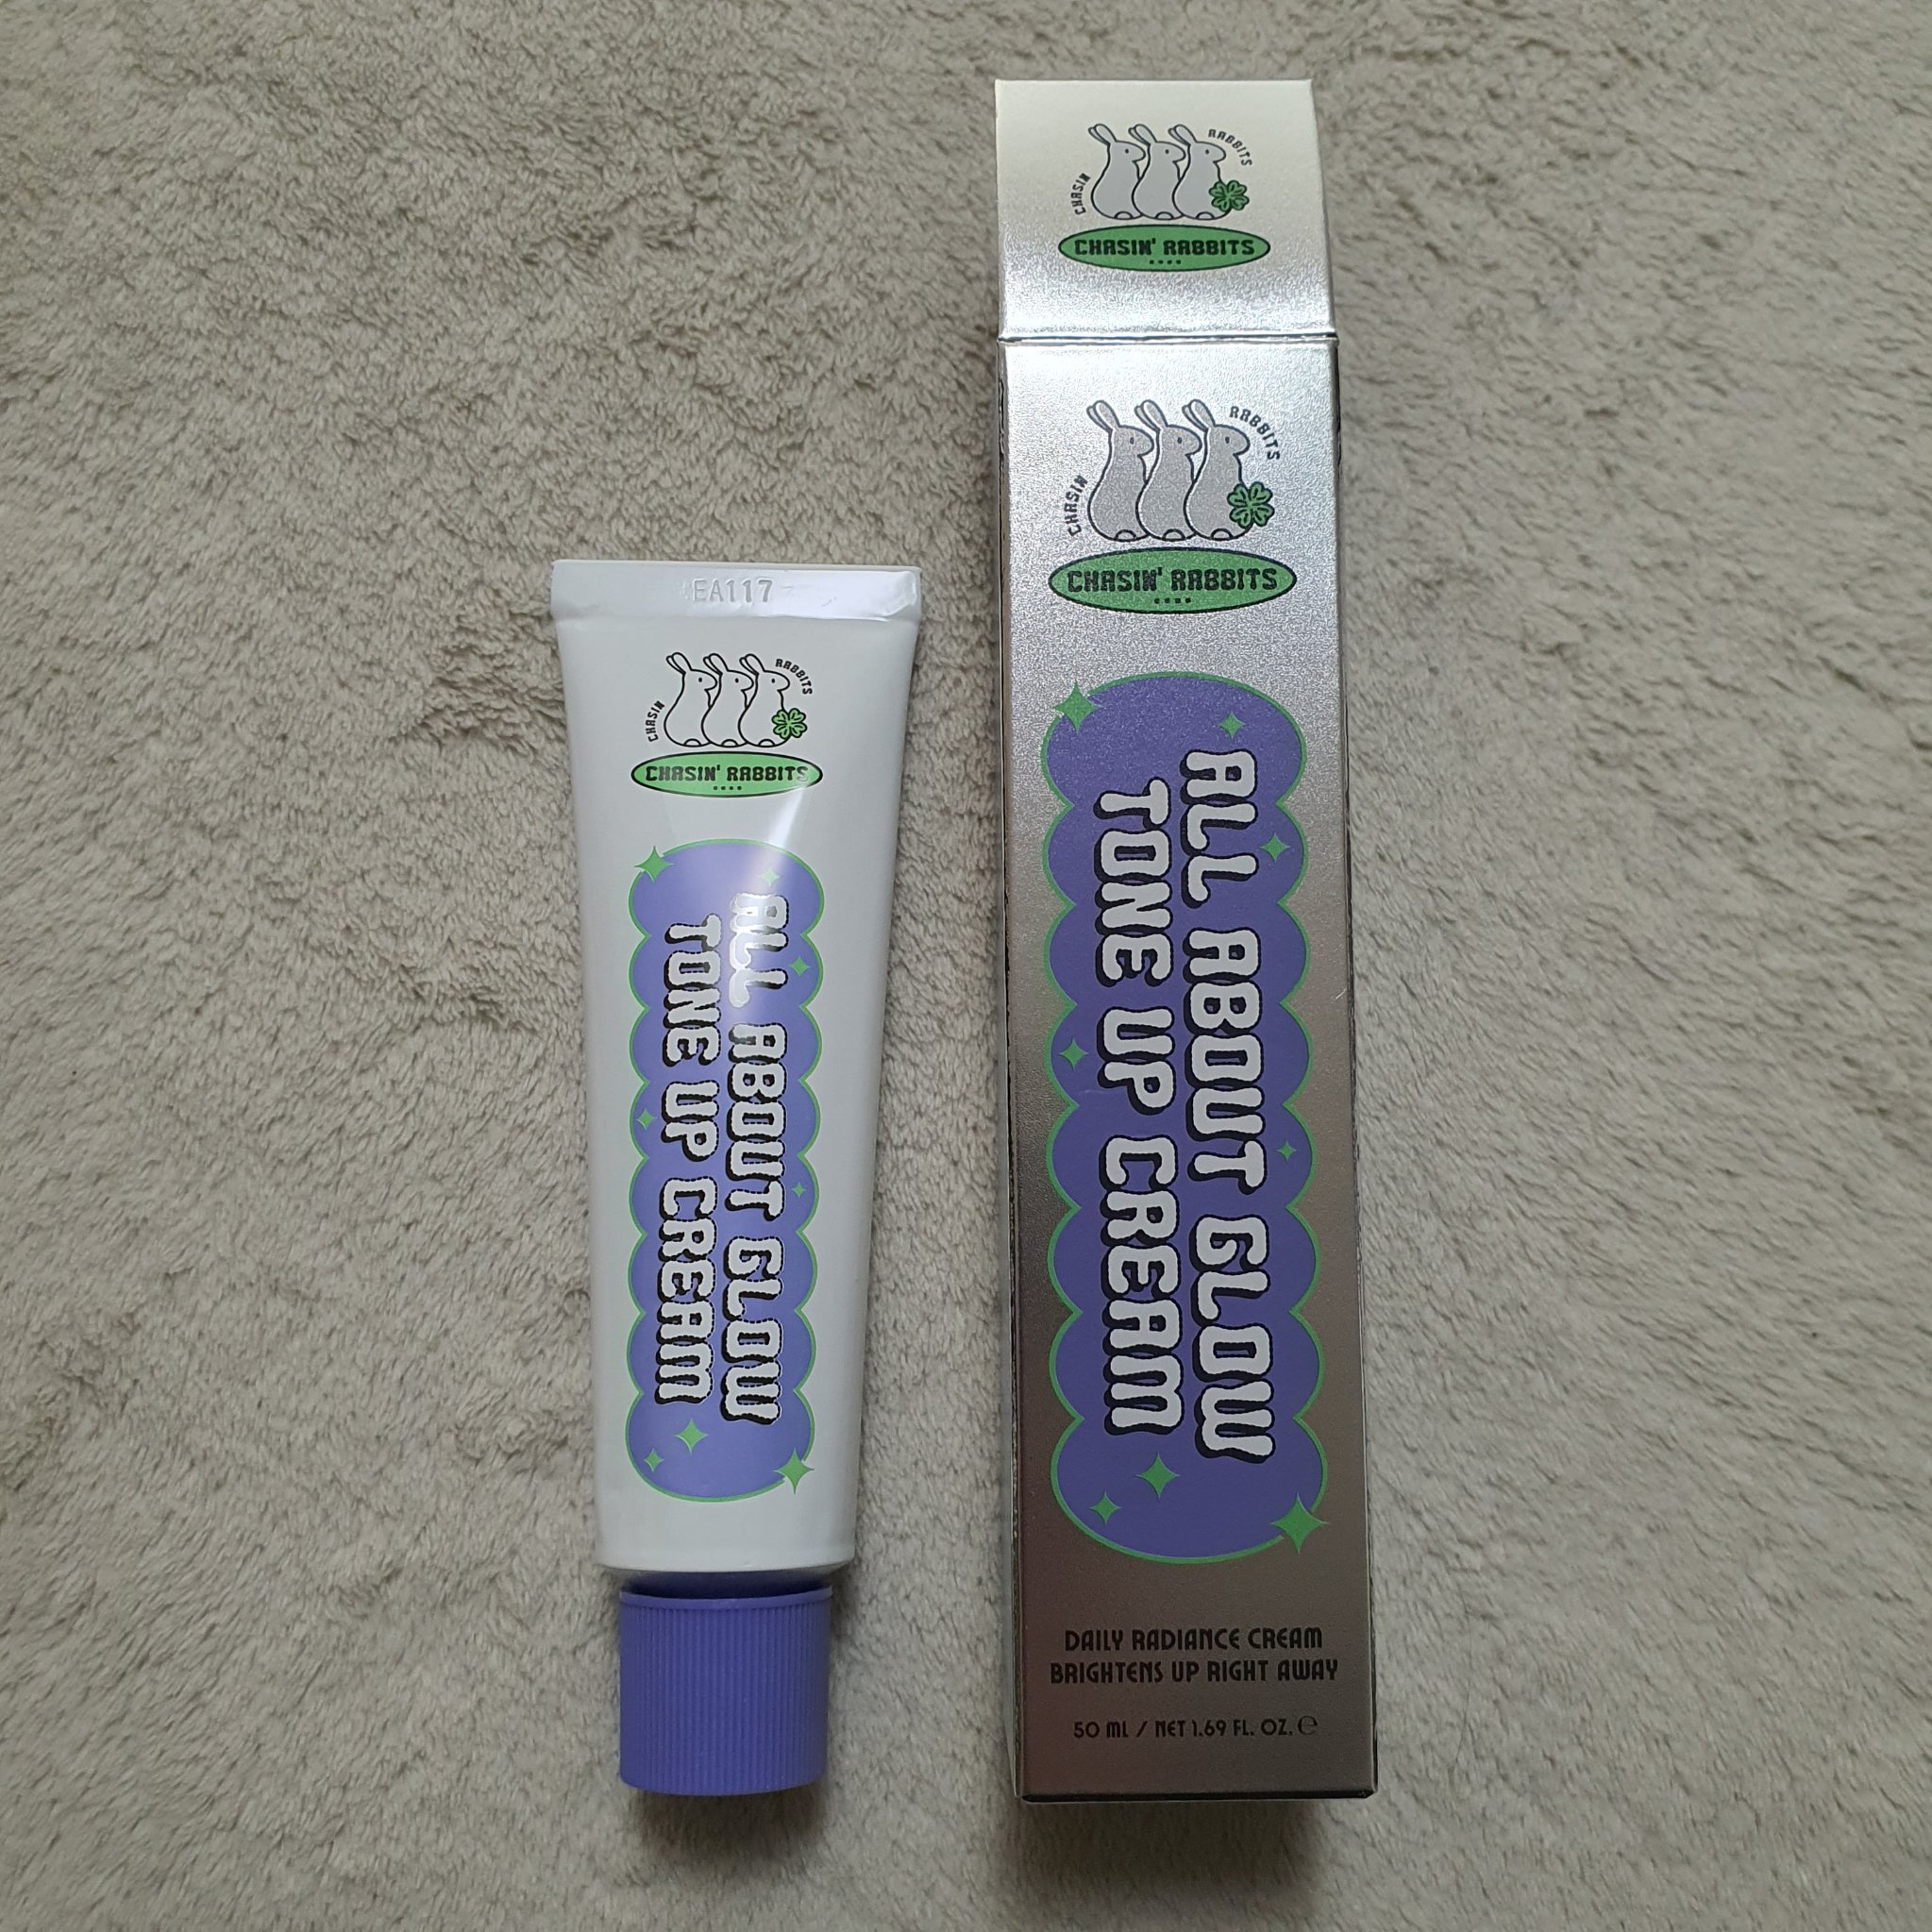 EA117
CHASIN RABBITS
CHASIN' RABBITS
ALL ABOUT GLOW
TONE UP CREAM
CHASIN RABBITS
CHASIN' RABBITS
CHASIN RABBITS
CHASIN' RABBITS
ALL ABOUT GLOW
TONE UP CREAM
DAILY RADIANCE CREAM
BRIGHTENS UP RIGHT AWAY
50 ML / NET 1.69 FL. OZ. ℮